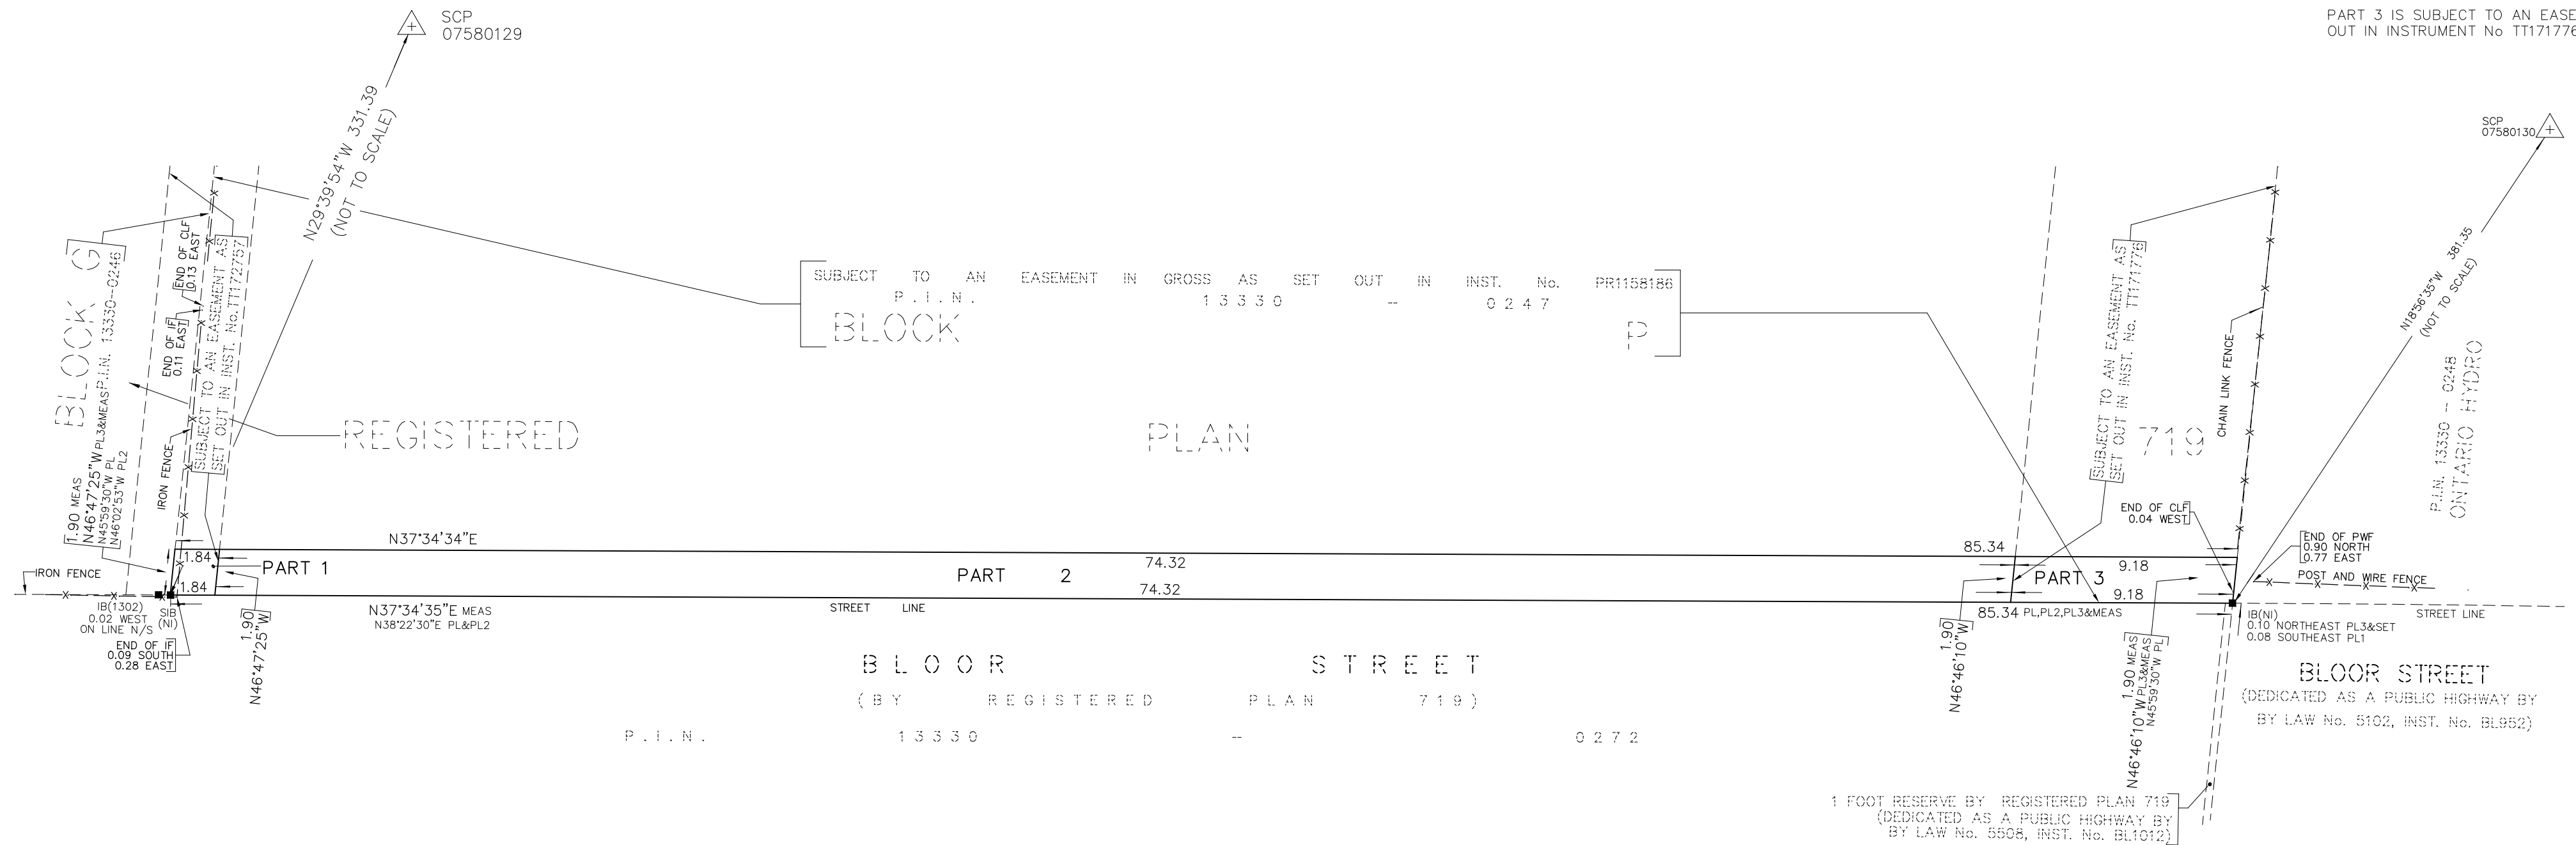 SCP
07580129
PART 3 IS SUBJECT TO AN EASE
OUT IN INSTRUMENT No TT171776
SCP
07580130
N29°39'54"W 331.39
(NOT TO SCALE)
N18°56'35"W 381.35
(NOT TO SCALE)
BLOCK G
P.I.N. 13330-0246
1.90 MEAS
N46°47'25"W PL3&MEAS
N45°59'30"W PL
N46°02'53"W PL2
END OF CLF
0.13 EAST
END OF IF
0.11 EAST
IRON FENCE
SUBJECT TO AN EASEMENT AS
SET OUT IN INST. No.TT172757
SUBJECT TO AN EASEMENT IN GROSS AS SET OUT IN INST. No. PR1158186
P.I.N. 13330 - 0247
BLOCK P
REGISTERED PLAN 719
SUBJECT TO AN EASEMENT AS
SET OUT IN INST. No. TT171776
CHAIN LINK FENCE
P.I.N. 13330 - 0248
ONTARIO HYDRO
END OF CLF
0.04 WEST
END OF PWF
0.90 NORTH
0.77 EAST
POST AND WIRE FENCE
N37°34'34"E
85.34
1.84
PART 1
74.32
9.18
PART 2
PART 3
1.84
74.32
9.18
IRON FENCE
IB(1302)
0.02 WEST
ON LINE N/S
SIB
(NI)
END OF IF
0.09 SOUTH
0.28 EAST
1.90
N46°47'25"W
N37°34'35"E MEAS
N38°22'30"E PL&PL2
STREET LINE
85.34 PL,PL2,PL3&MEAS
1.90
N46°46'10"W
1.90 MEAS
N46°46'10"W PL3&MEAS
N45°59'30"W PL
IB(NI)
0.10 NORTHEAST PL3&SET
0.08 SOUTHEAST PL1
STREET LINE
BLOOR STREET
(BY REGISTERED PLAN 719)
P.I.N. 13330 - 0272
BLOOR STREET
(DEDICATED AS A PUBLIC HIGHWAY BY
BY LAW No. 5102, INST. No. BL952)
1 FOOT RESERVE BY REGISTERED PLAN 719
(DEDICATED AS A PUBLIC HIGHWAY BY
BY LAW No. 5508, INST. No. BL1012)